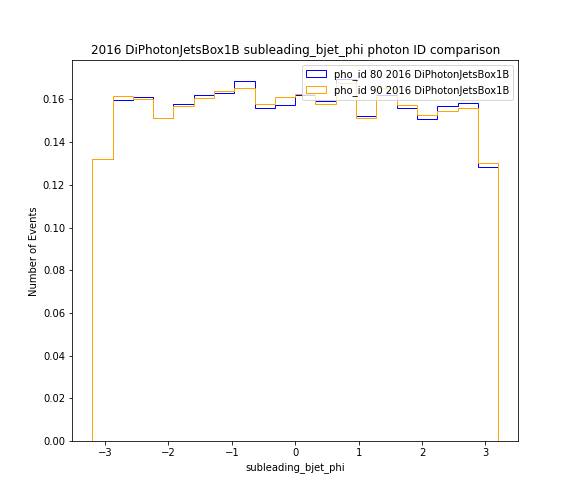 2016 DiPhotonJetsBox1B subleading_bjet_phi photon ID comparison
pho_id 80 2016 DiPhotonJetsBox1B
pho_id 90 2016 DiPhotonJetsBox1B
Number of Events
0.16
0.14
0.12
0.10
0.08
0.06
0.04
0.02
0.00
−3 −2 −1 0 1 2 3
subleading_bjet_phi